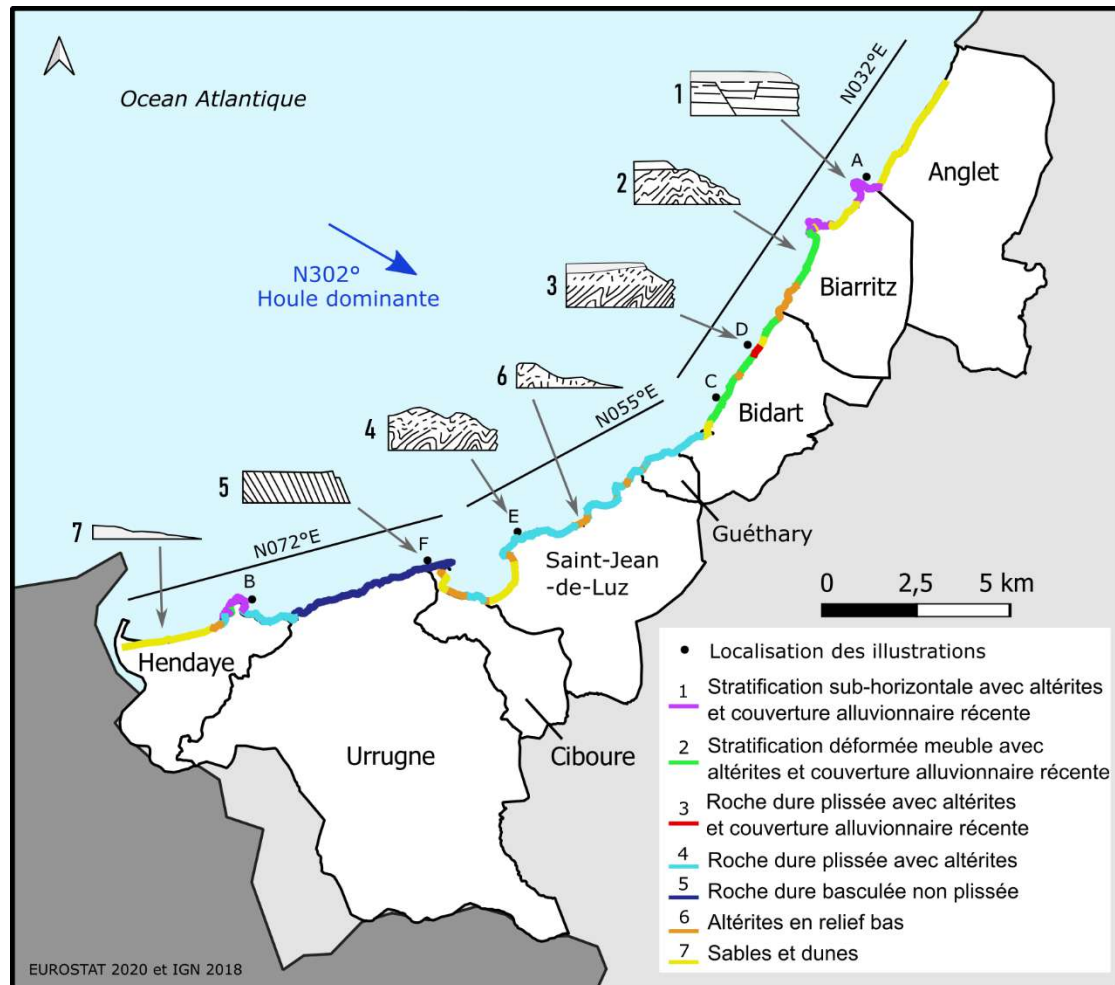 Ocean Atlantique
N032°E
1
A
Anglet
2
N302°
Houle dominante
Biarritz
3
D
6
C
N055°E
Bidart
4
5
E
Guéthary
7
N072°E
F
Saint-Jean
-de-Luz
B
0 2,5 5 km
Hendaye
Urrugne
Ciboure
Localisation des illustrations
1 Stratification sub-horizontale avec altérites
et couverture alluvionnaire récente
2 Stratification déformée meuble avec
altérites et couverture alluvionnaire récente
3 Roche dure plissée avec altérites
et couverture alluvionnaire récente
4 Roche dure plissée avec altérites
5 Roche dure basculée non plissée
6 Altérites en relief bas
7 Sables et dunes
EUROSTAT 2020 et IGN 2018